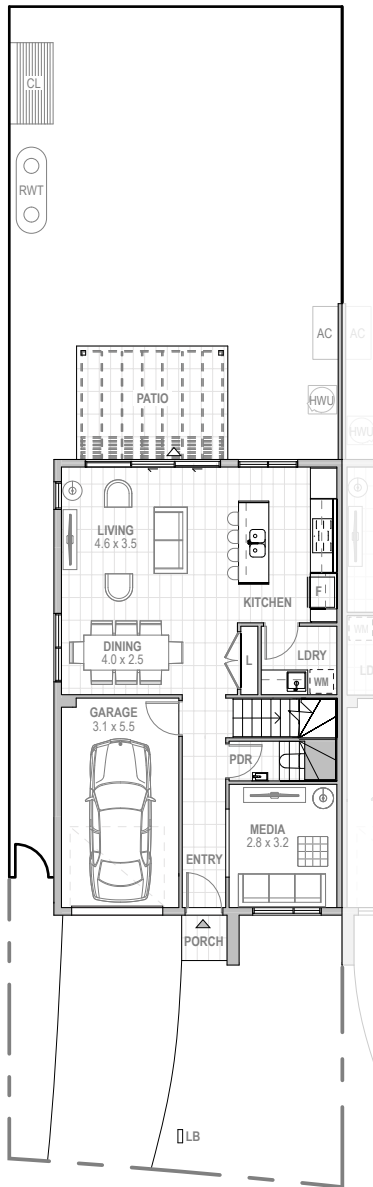 CL
RWT
AC
AC
HWU
HWU
PATIO
LIVING
4.6 x 3.5
F
KITCHEN
DINING
4.0 x 2.5
L
LDRY
WM
WM
LD
GARAGE
3.1 x 5.5
PDR
MEDIA
2.8 x 3.2
ENTRY
PORCH
LB